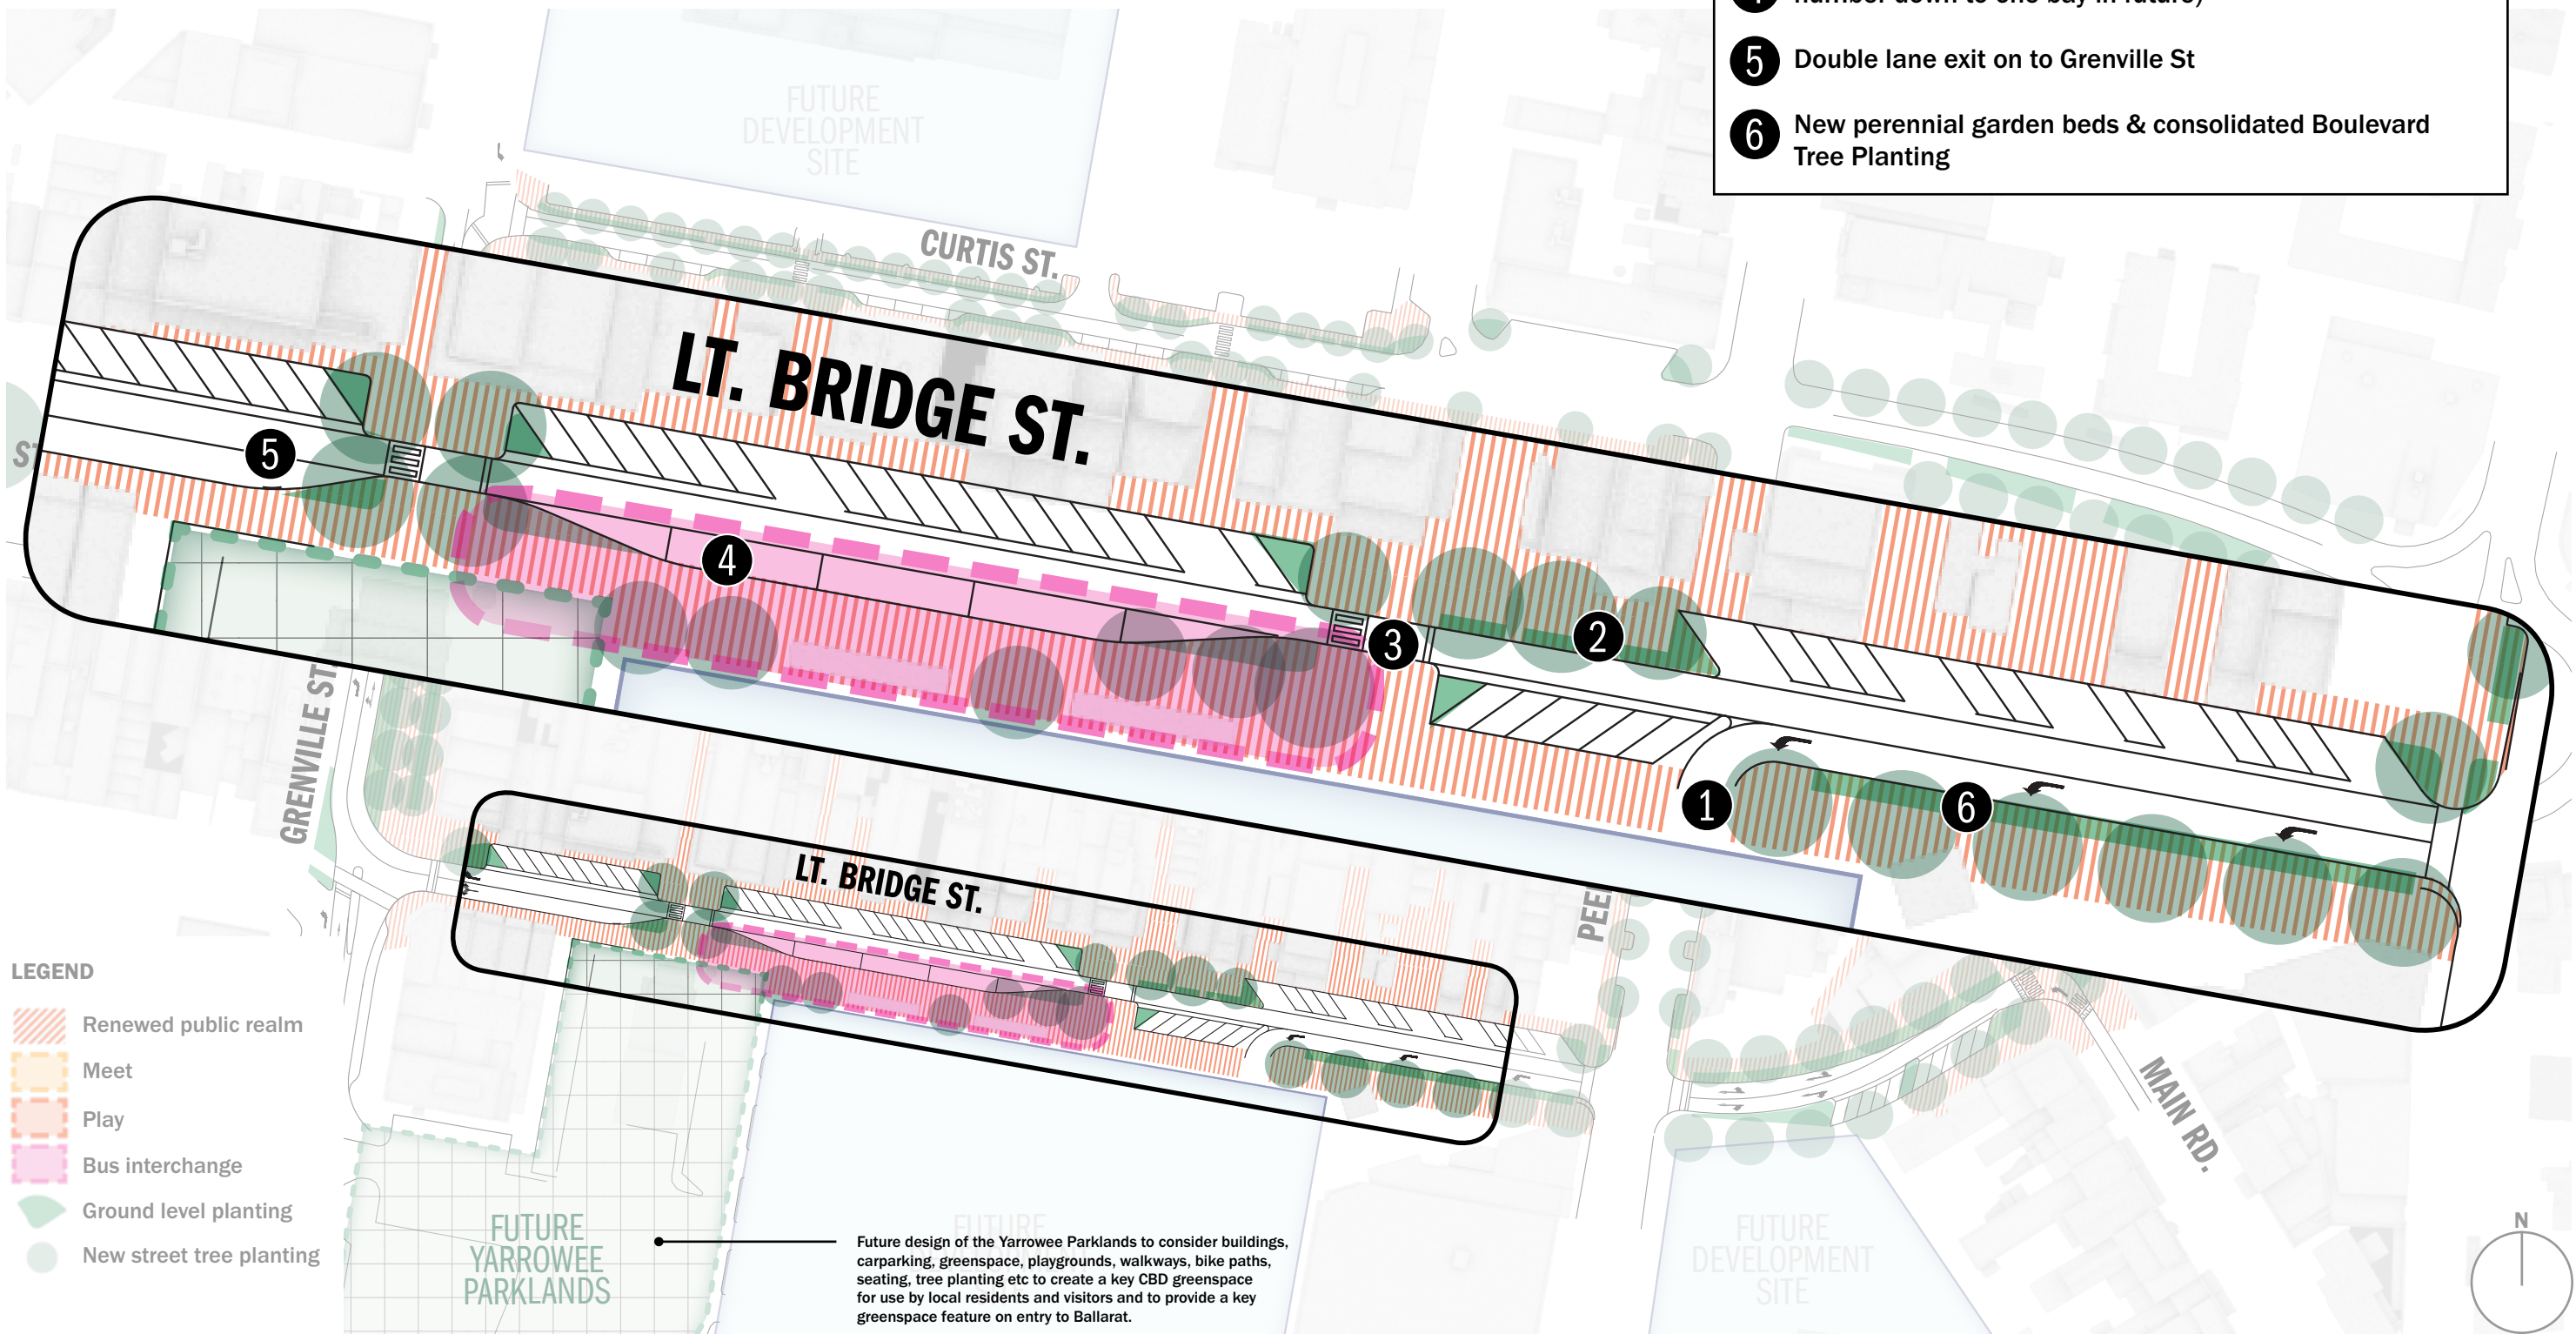 number down to one bay in future)
5 Double lane exit on to Grenville St
6 New perennial garden beds & consolidated Boulevard
Tree Planting
FUTURE
DEVELOPMENT
SITE
CURTIS ST.
LT. BRIDGE ST.
ST
5
4
3
2
1
6
GRENVILLE ST.
LT. BRIDGE ST.
PEEL
MAIN RD.
LEGEND
Renewed public realm
Meet
Play
Bus interchange
Ground level planting
New street tree planting
FUTURE
YARROWEE
PARKLANDS
FUTURE
Future design of the Yarrowee Parklands to consider buildings,
carparking, greenspace, playgrounds, walkways, bike paths,
seating, tree planting etc to create a key CBD greenspace
for use by local residents and visitors and to provide a key
greenspace feature on entry to Ballarat.
FUTURE
DEVELOPMENT
SITE
N